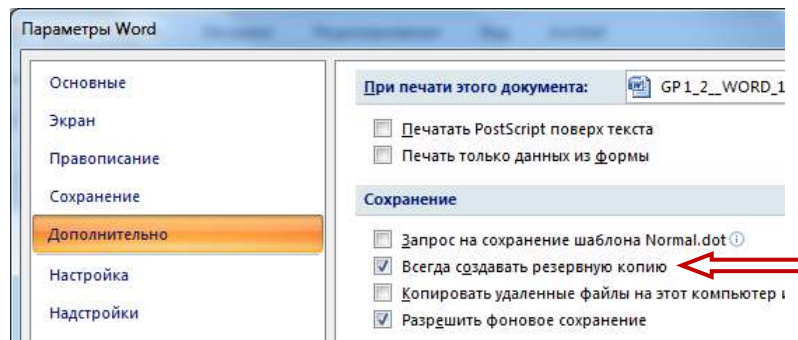 Параметры Word
Основные
Экран
Правописание
Сохранение
Дополнительно
Настройка
Надстройки
При печати этого документа: GP1_2__WORD_1
Печатать PostScript поверх текста
Печать только данных из формы
Сохранение
Запрос на сохранение шаблона Normal.dot
Всегда создавать резервную копию
Копировать удаленные файлы на этот компьютер и
Разрешить фоновое сохранение